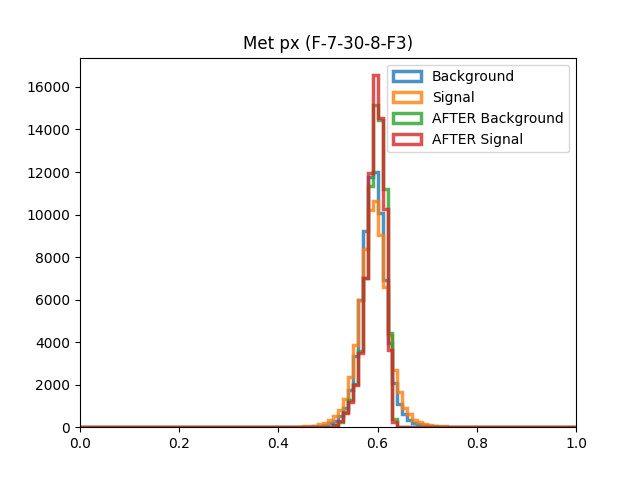 Met px (F-7-30-8-F3)
Background
Signal
AFTER Background
AFTER Signal
16000
14000
12000
10000
8000
6000
4000
2000
0
0.0 0.2 0.4 0.6 0.8 1.0